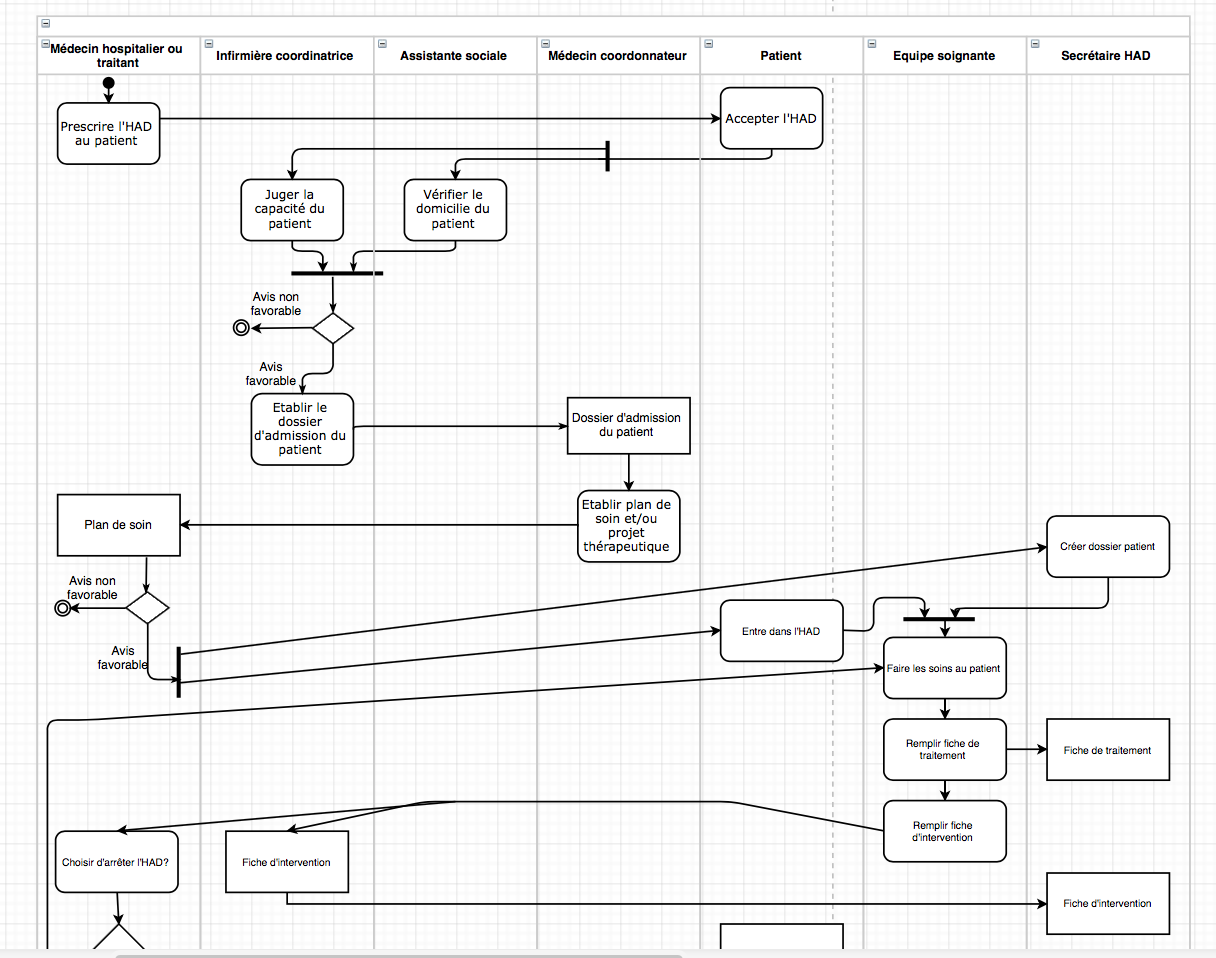 Médecin hospitalier ou
traitant
Infirmière coordinatrice
Assistante sociale
Médecin coordonnateur
Patient
Equipe soignante
Secrétaire HAD
Prescrire l'HAD
au patient
Accepter l'HAD
Juger la
capacité du
patient
Vérifier le
domicilie du
patient
Avis non
favorable
Avis
favorable
Etablir le
dossier
d'admission du
patient
Dossier d'admission
du patient
Etablir plan de
soin et/ou
projet
thérapeutique
Plan de soin
Créer dossier patient
Avis non
favorable
Avis
favorable
Entre dans l'HAD
Faire les soins au patient
Remplir fiche de
traitement
Fiche de traitement
Remplir fiche
d'intervention
Choisir d'arrêter l'HAD?
Fiche d'intervention
Fiche d'intervention